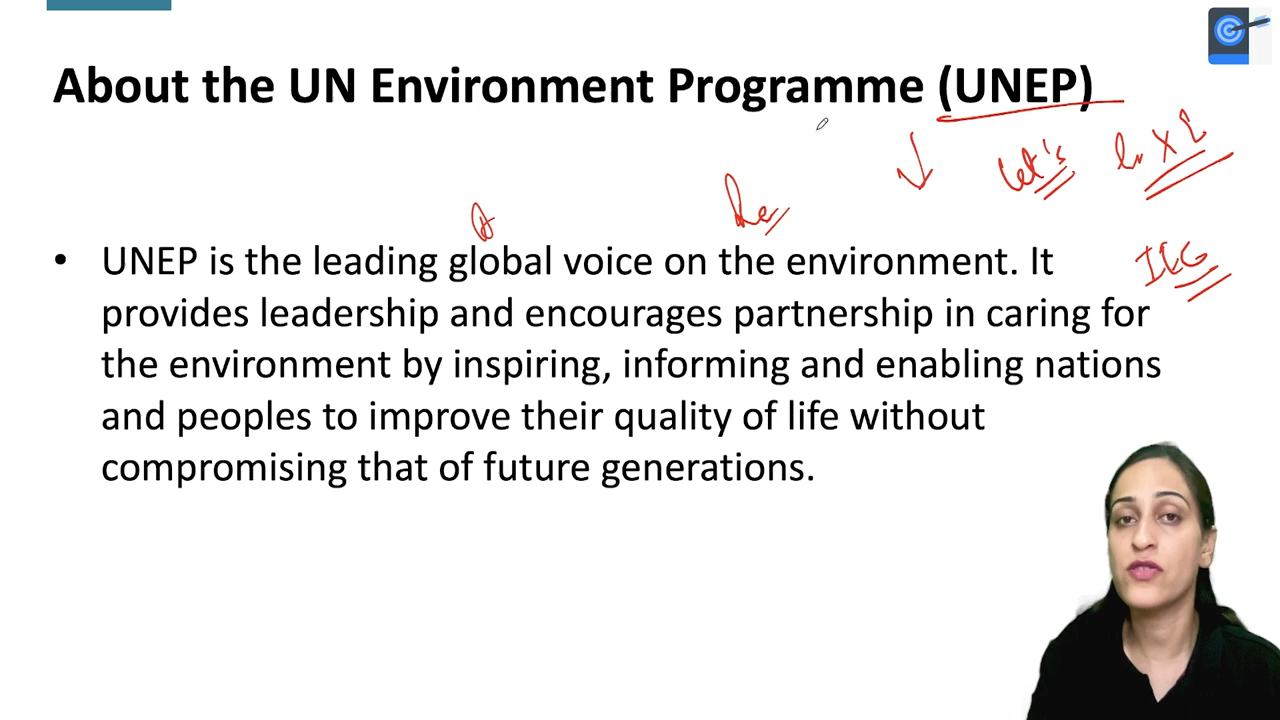 About the UN Environment Programme (UNEP)
let's
• UNEP is the leading global voice on the environment. It
provides leadership and encourages partnership in caring for
the environment by inspiring, informing and enabling nations
and peoples to improve their quality of life without
compromising that of future generations.